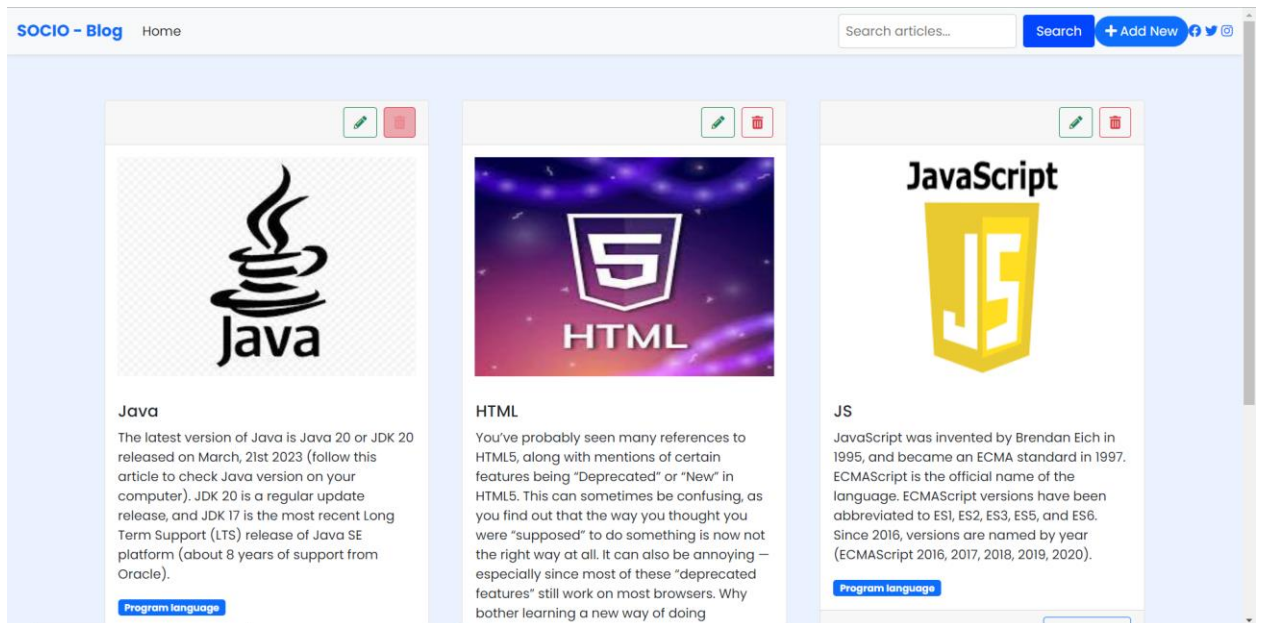 SOCIO - Blog
Home
Search articles...
Search
Add New
Java
Java
The latest version of Java is Java 20 or JDK 20
released on March, 21st 2023 (follow this
article to check Java version on your
computer). JDK 20 is a regular update
release, and JDK 17 is the most recent Long
Term Support (LTS) release of Java SE
platform (about 8 years of support from
Oracle).
Program language
5
HTML
HTML
You've probably seen many references to
HTML5, along with mentions of certain
features being “Deprecated” or “New” in
HTML5. This can sometimes be confusing, as
you find out that the way you thought you
were “supposed” to do something is now not
the right way at all. It can also be annoying —
especially since most of these “deprecated
features” still work on most browsers. Why
bother learning a new way of doing
JavaScript
JS
JS
JavaScript was invented by Brendan Eich in
1995, and became an ECMA standard in 1997.
ECMAScript is the official name of the
language. ECMAScript versions have been
abbreviated to ES1, ES2, ES3, ES5, and ES6.
Since 2016, versions are named by year
(ECMAScript 2016, 2017, 2018, 2019, 2020).
Program language